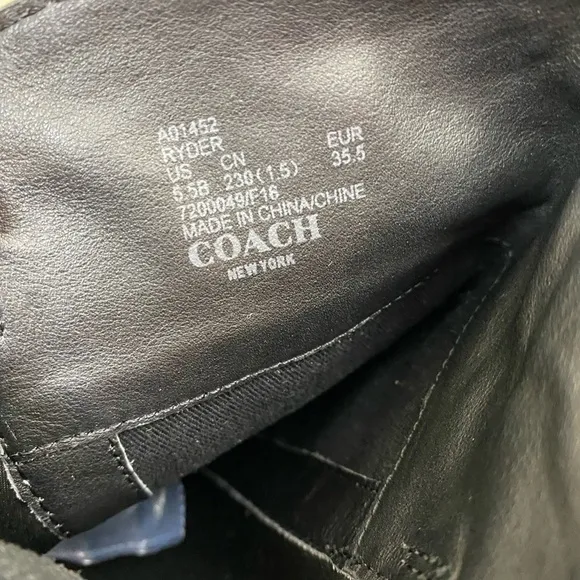 A01452
RYDER
US CN EUR
5.5B 230(1.5) 35.5
7200049/F16
MADE IN CHINA/CHINE
COACH
NEW YORK